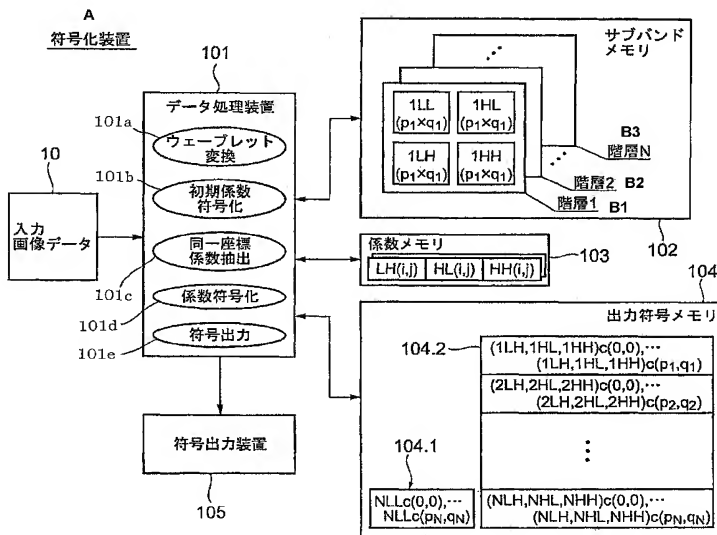 A
符号化装置
101
データ処理装置
101a
ウェーブレット
変換
101b
初期係数
符号化
101c
同一座標
係数抽出
101d
係数符号化
101e
符号出力
10
入力
画像データ
符号出力装置
105
サブバンド
メモリ
1LL
(p1×q1)
1HL
(p1×q1)
1LH
(p1×q1)
1HH
(p1×q1)
B3
階層N
階層2 B2
階層1 B1
102
係数メモリ
103
LH(i,j) HL(i,j) HH(i,j)
104
出力符号メモリ
104.2
(1LH,1HL,1HH)c(0,0),…
(1LH,1HL,1HH)c(p1,q1)
(2LH,2HL,2HH)c(0,0),…
(2LH,2HL,2HH)c(p2,q2)
104.1
NLLc(0,0),…
NLLc(pN,qN)
(NLH,NHL,NHH)c(0,0),…
(NLH,NHL,NHH)c(pN,qN)